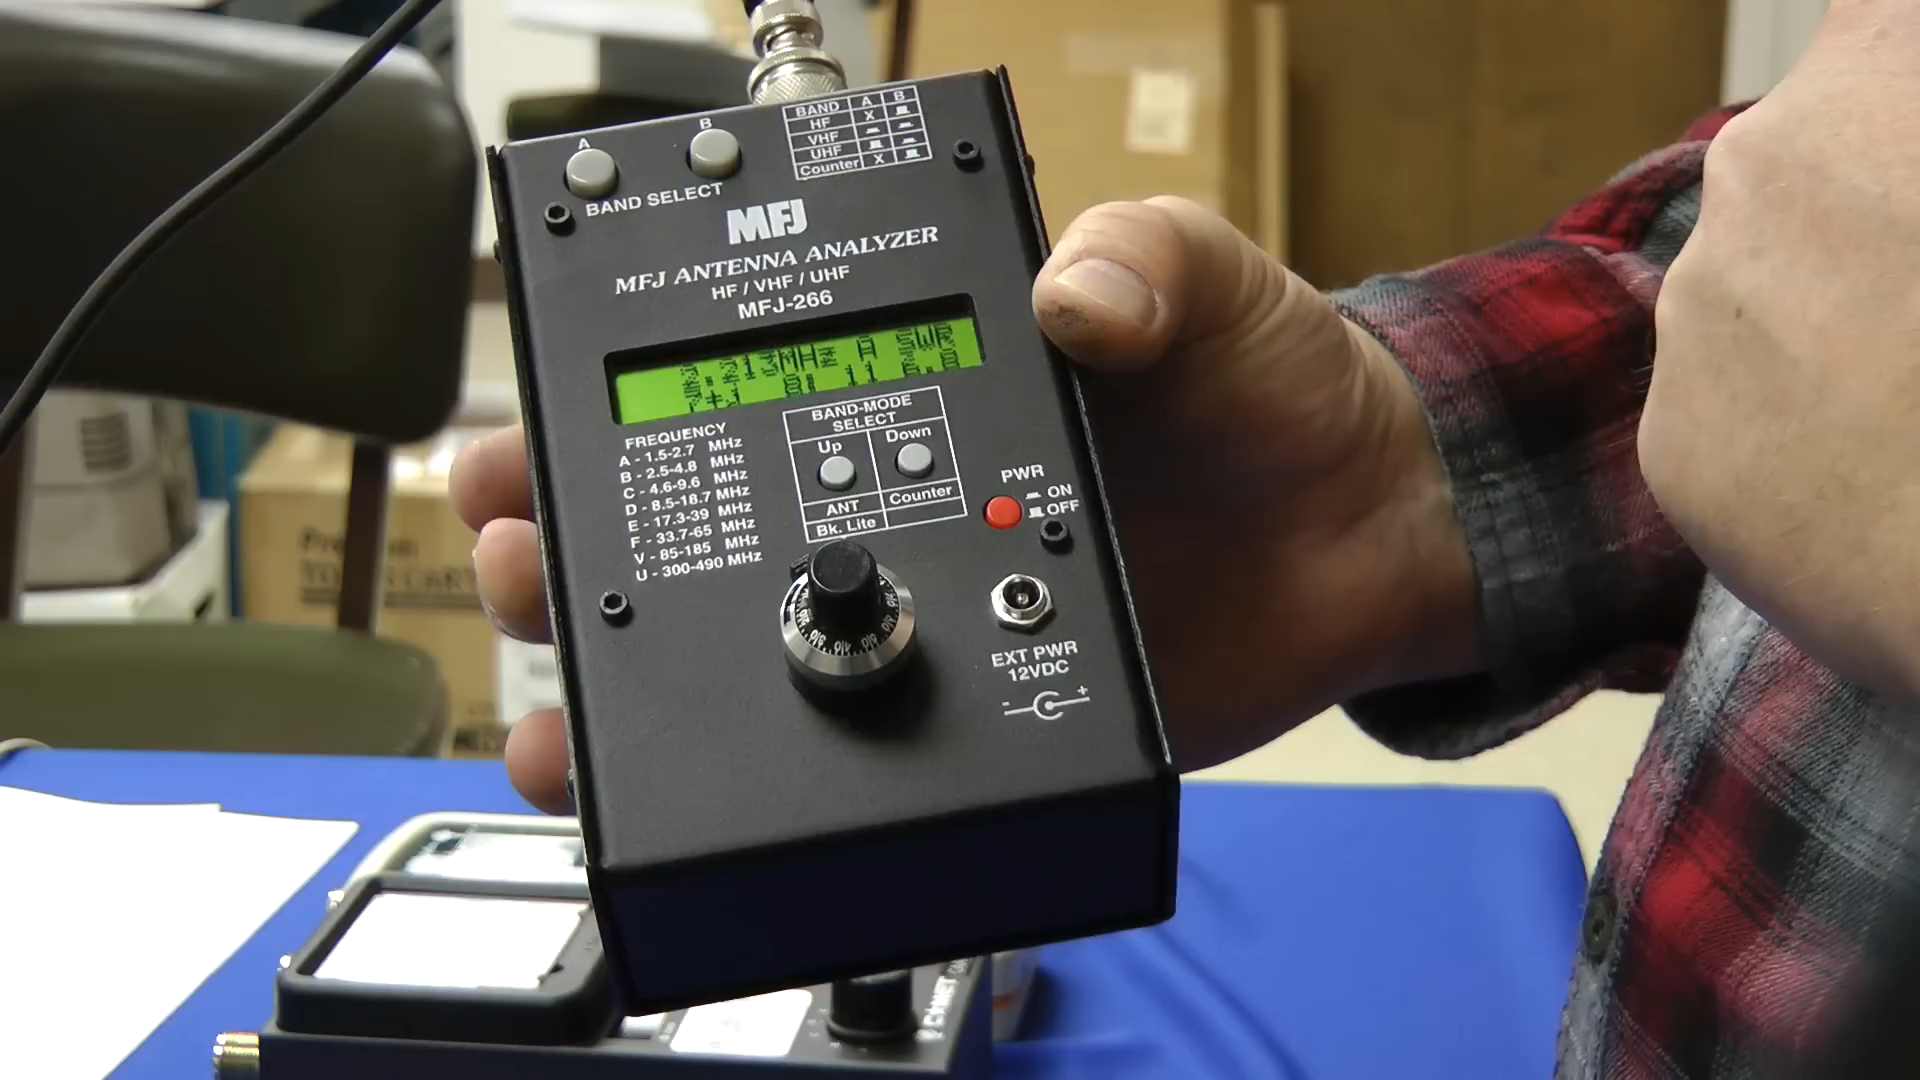 A
B
BAND SELECT
BAND A B
HF X
VHF
UHF
Counter X
MFJ
MFJ ANTENNA ANALYZER
HF / VHF / UHF
MFJ-266
FREQUENCY
A - 1.5-2.7 MHz
B - 2.5-4.8 MHz
C - 4.6-9.6 MHz
D - 8.5-18.7 MHz
E - 17.3-39 MHz
F - 33.7-65 MHz
V - 85-185 MHz
U - 300-490 MHz
BAND-MODE
SELECT
Up Down
ANT Counter
Bk. Lite
PWR
ON
OFF
EXT PWR
12VDC
- +